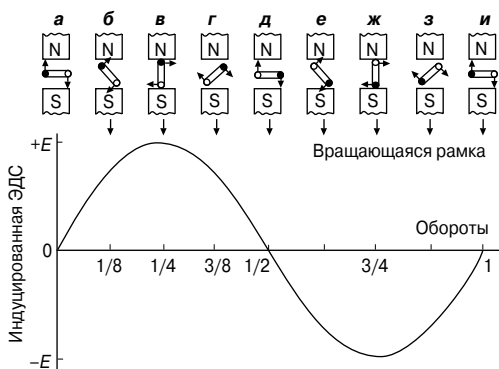 а б в г д е ж з и
N N N N N N N N N
S S S S S S S S S
+E
Вращающаяся рамка
Индуцированная ЭДС
Обороты
0
1/8 1/4 3/8 1/2 3/4 1
–E